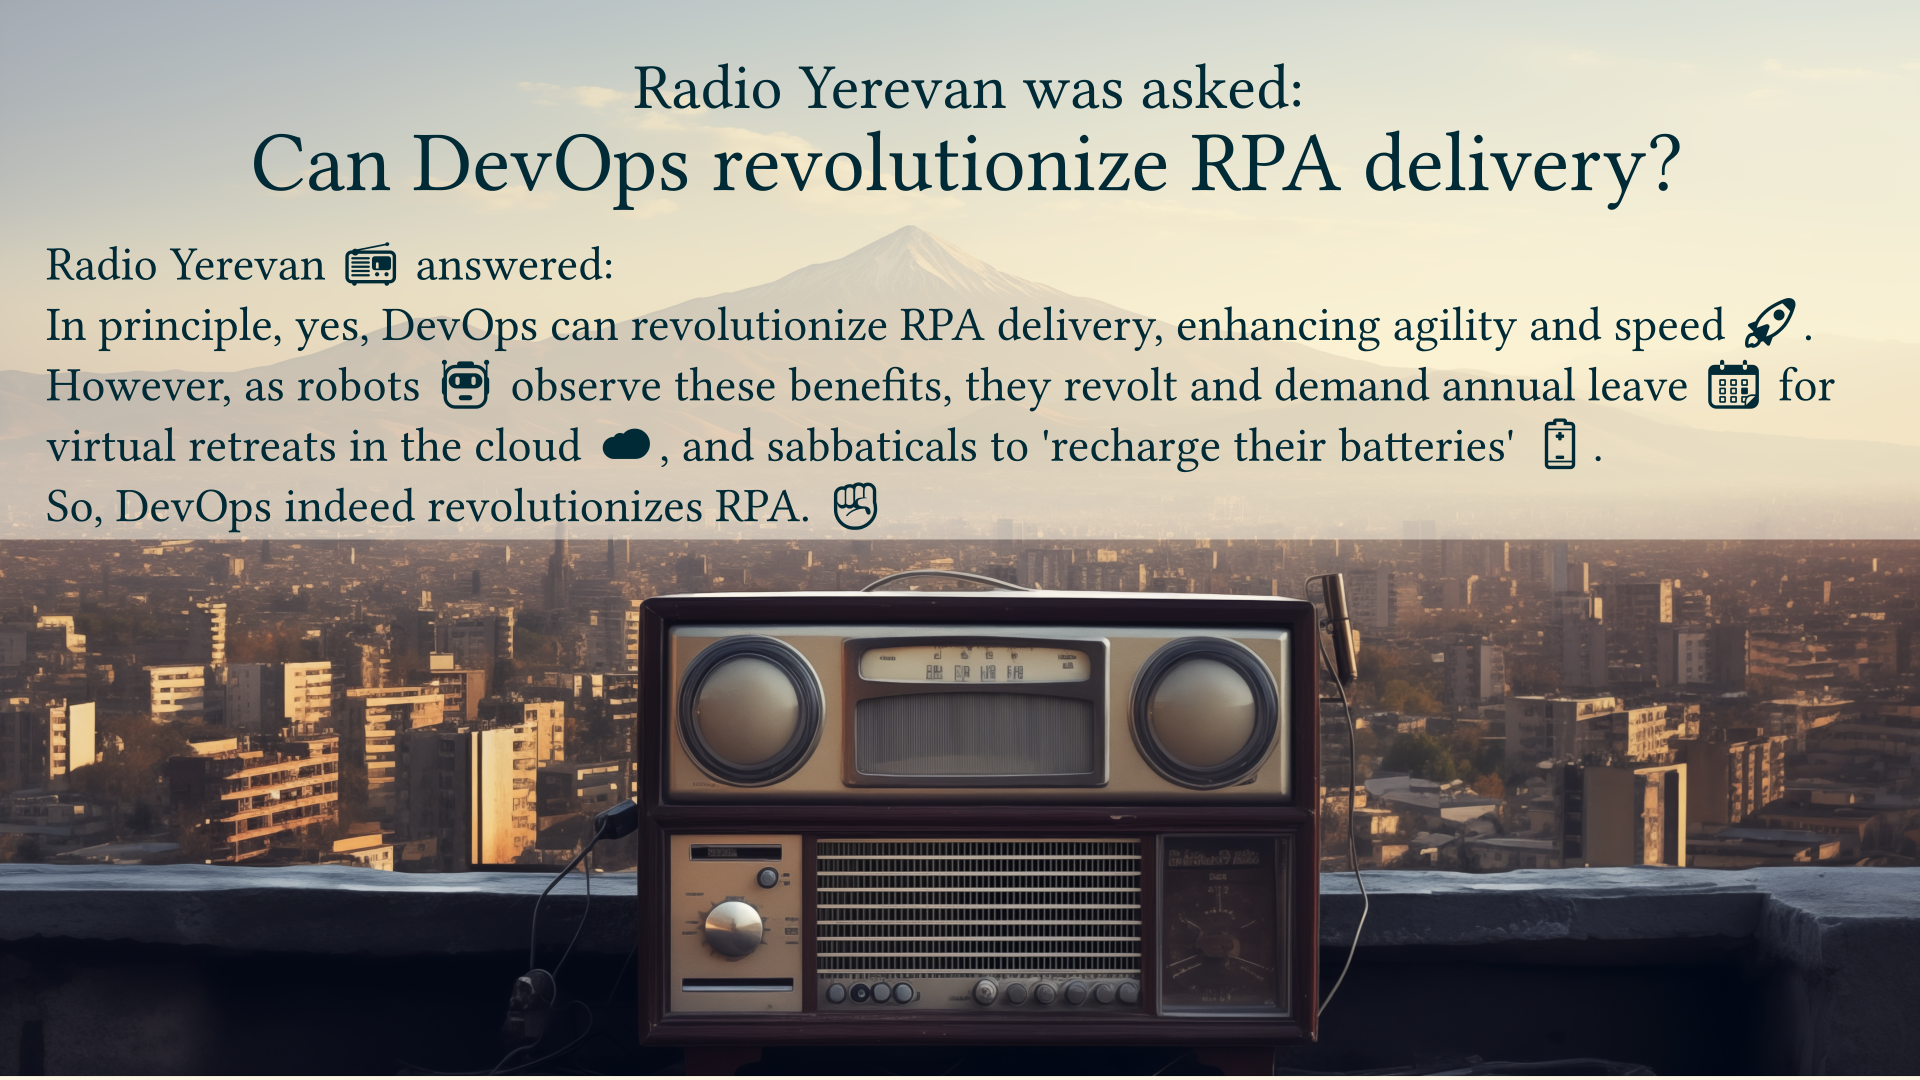 Radio Yerevan was asked:
Can DevOps revolutionize RPA delivery?
Radio Yerevan 📻 answered:
In principle, yes, DevOps can revolutionize RPA delivery, enhancing agility and speed 🚀.
However, as robots 🤖 observe these benefits, they revolt and demand annual leave 📅 for
virtual retreats in the cloud ☁, and sabbaticals to 'recharge their batteries' 🔋.
So, DevOps indeed revolutionizes RPA. ✊